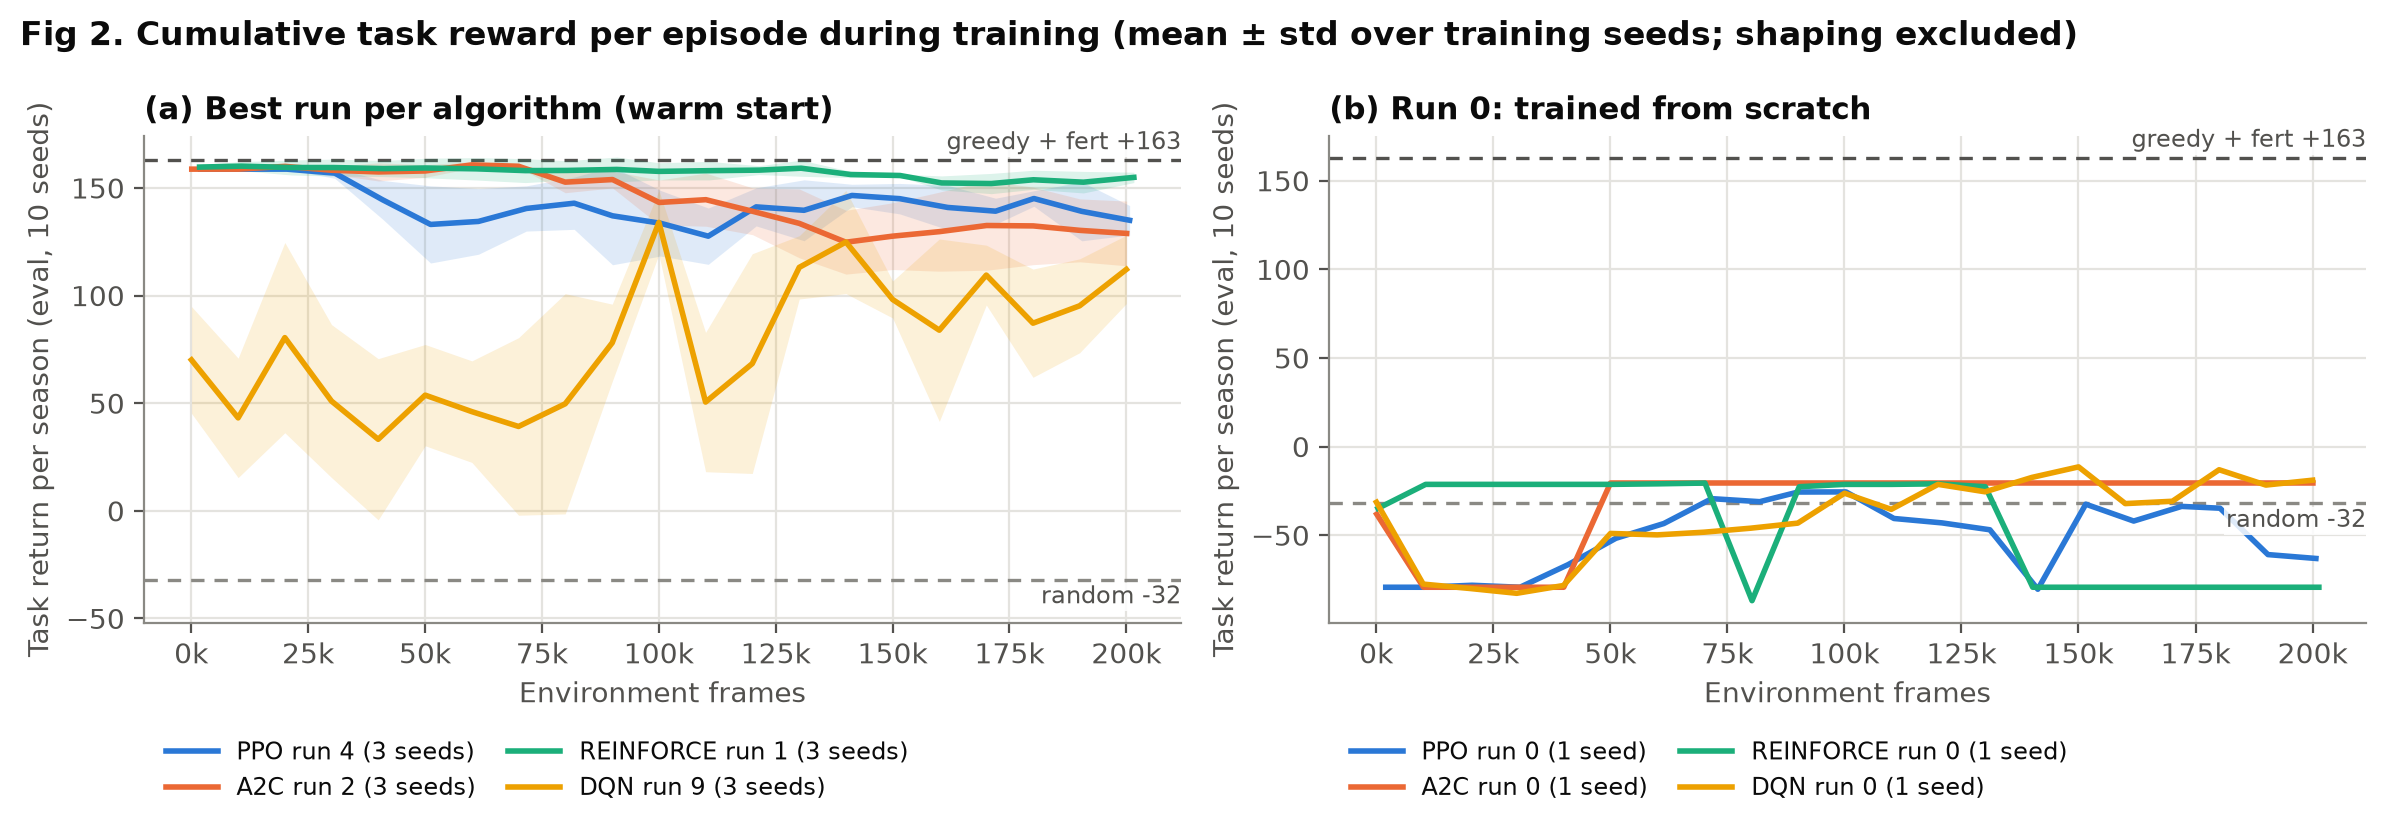 Fig 2. Cumulative task reward per episode during training (mean ± std over training seeds; shaping excluded)
(a) Best run per algorithm (warm start)
Task return per season (eval, 10 seeds)
greedy + fert +163
150
100
50
0
−50
random -32
0k 25k 50k 75k 100k 125k 150k 175k 200k
Environment frames
PPO run 4 (3 seeds)
A2C run 2 (3 seeds)
REINFORCE run 1 (3 seeds)
DQN run 9 (3 seeds)
(b) Run 0: trained from scratch
Task return per season (eval, 10 seeds)
greedy + fert +163
150
100
50
0
−50
random -32
0k 25k 50k 75k 100k 125k 150k 175k 200k
Environment frames
PPO run 0 (1 seed)
A2C run 0 (1 seed)
REINFORCE run 0 (1 seed)
DQN run 0 (1 seed)